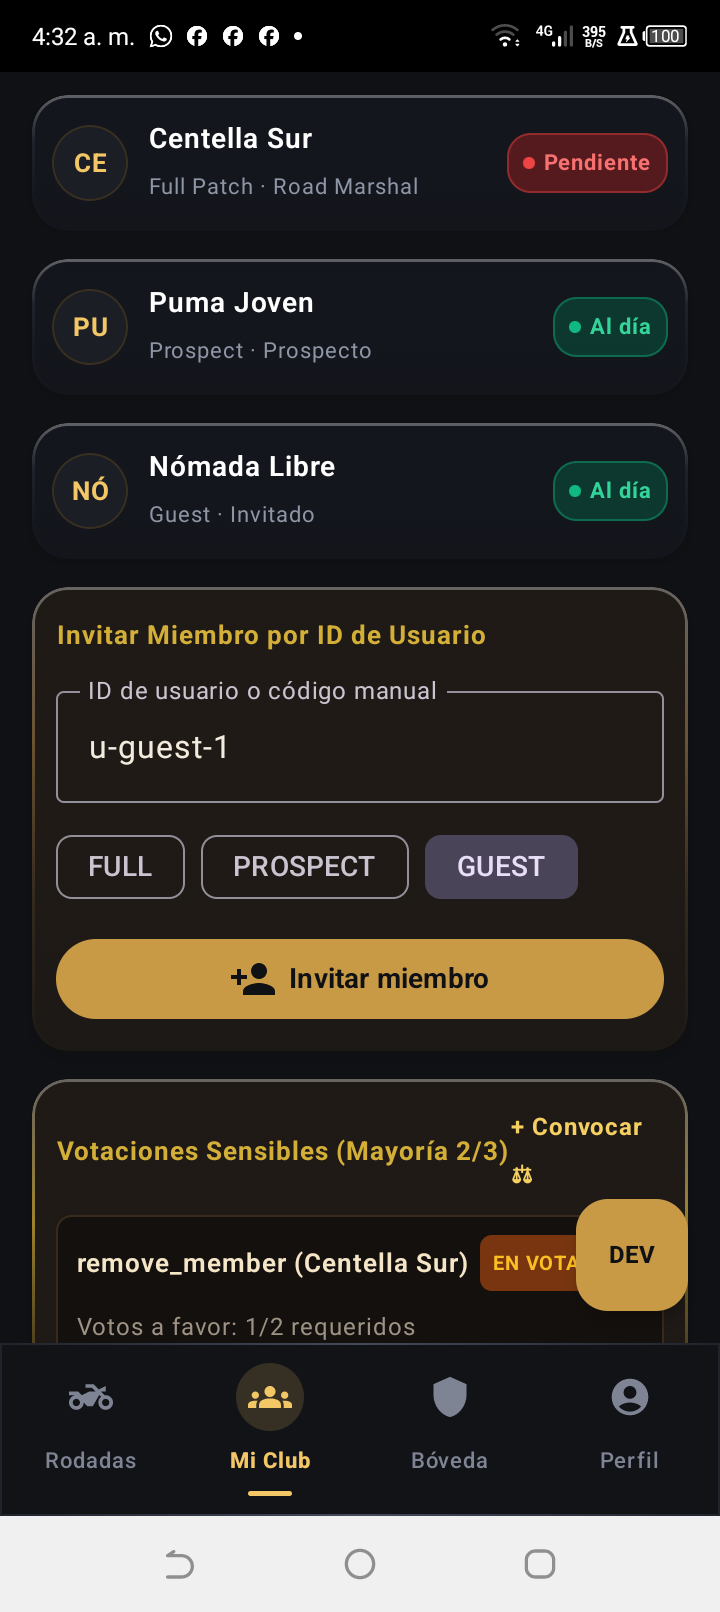 4:32 a. m.
4G
395
B/S
100
CE
Centella Sur
Full Patch · Road Marshal
Pendiente
PU
Puma Joven
Prospect · Prospecto
Al día
NÓ
Nómada Libre
Guest · Invitado
Al día
Invitar Miembro por ID de Usuario
ID de usuario o código manual
u-guest-1
FULL
PROSPECT
GUEST
Invitar miembro
Votaciones Sensibles (Mayoría 2/3)
+ Convocar
remove_member (Centella Sur)
EN VOTA
DEV
Votos a favor: 1/2 requeridos
Rodadas
Mi Club
Bóveda
Perfil